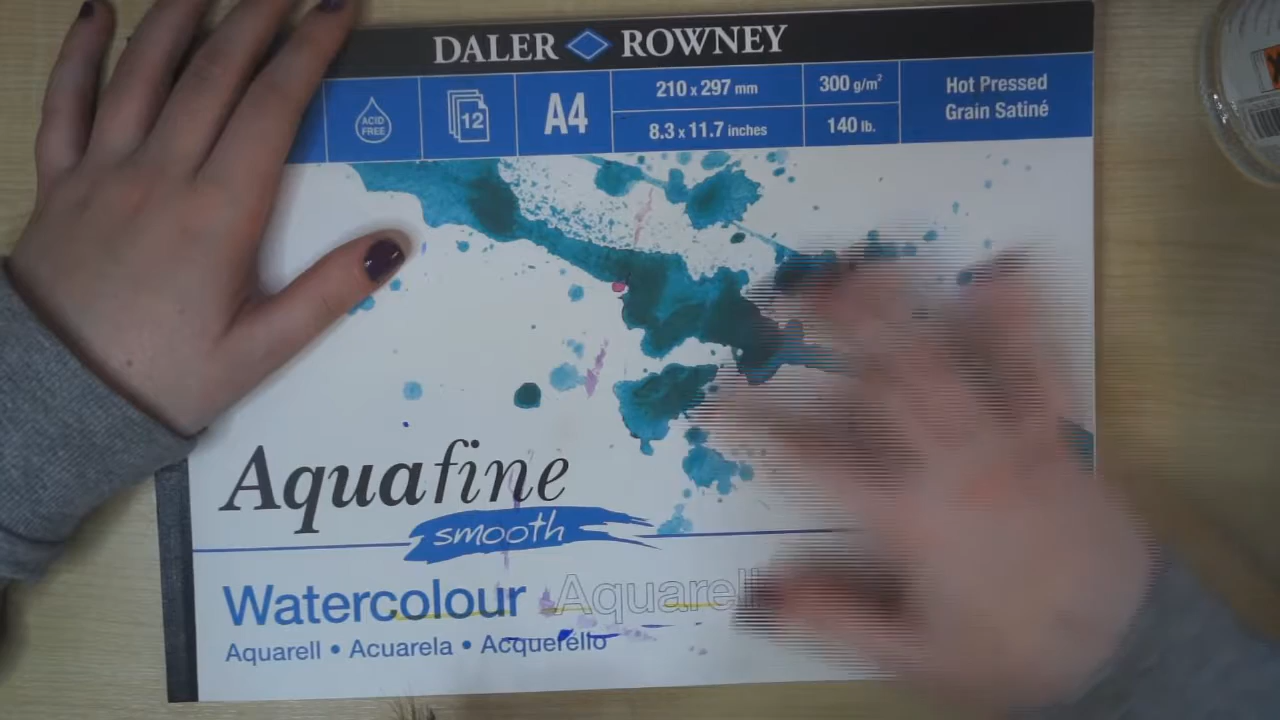 DALER ROWNEY
ACID FREE
12
A4
210 x 297 mm
8.3 x 11.7 inches
300 g/m²
140 lb.
Hot Pressed
Grain Satiné
Aquafine
smooth
Watercolour Aquarell
Aquarell • Acuarela • Acquerello